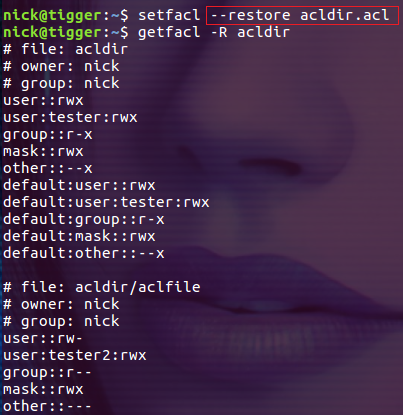 nick@tigger:~$ setfacl --restore acldir.acl
nick@tigger:~$ getfacl -R acldir
# file: acldir
# owner: nick
# group: nick
user::rwx
user:tester:rwx
group::r-x
mask::rwx
other::--x
default:user::rwx
default:user:tester:rwx
default:group::r-x
default:mask::rwx
default:other::--x

# file: acldir/aclfile
# owner: nick
# group: nick
user::rw-
user:tester2:rwx
group::r--
mask::rwx
other::---